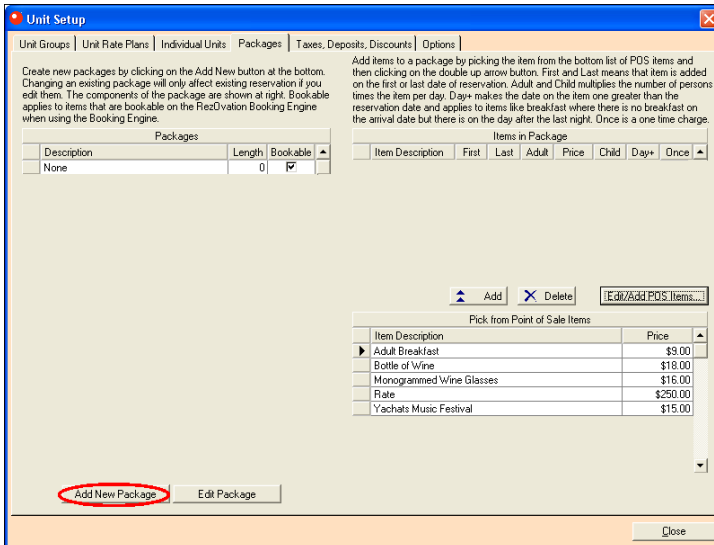 Unit Setup
Unit Groups Unit Rate Plans Individual Units Packages Taxes, Deposits, Discounts Options
Create new packages by clicking on the Add New button at the bottom.
Changing an existing package will only affect existing reservation if you
edit them. The components of the package are shown at right. Bookable
applies to items that are bookable on the RezOvation Booking Engine
when using the Booking Engine.
Add items to a package by picking the item from the bottom list of POS items and
then clicking on the double up arrow button. First and Last means that item is added
on the first or last date of reservation. Adult and Child multiplies the number of persons
times the item per day. Day+ makes the date on the item one greater than the
reservation date and applies to items like breakfast where there is no breakfast on
the arrival date but there is on the day after the last night. Once is a one time charge.
Packages
Description Length Bookable
None 0
Items in Package
Item Description First Last Adult Price Child Day+ Once
Add Delete Edit/Add POS Items...
Pick from Point of Sale Items
Item Description Price
Adult Breakfast $9.00
Bottle of Wine $18.00
Monogrammed Wine Glasses $16.00
Rate $250.00
Yachats Music Festival $15.00
Add New Package Edit Package
Close